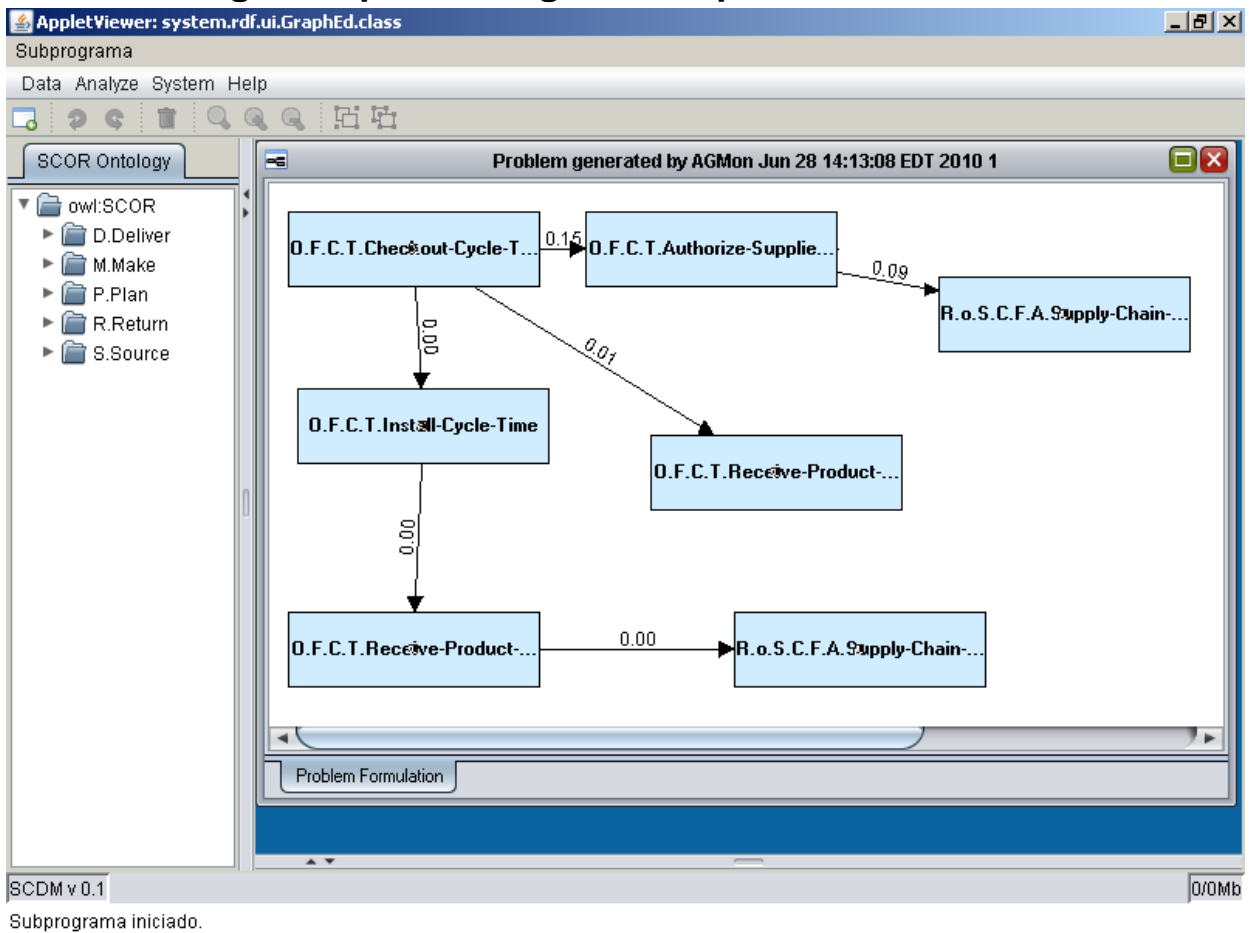 AppletViewer: system.rdf.ui.GraphEd.class
Subprograma
Data Analyze System Help
SCOR Ontology
owl:SCOR
D.Deliver
M.Make
P.Plan
R.Return
S.Source
Problem generated by AGMon Jun 28 14:13:08 EDT 2010 1
O.F.C.T.Checkout-Cycle-T...
0.15
O.F.C.T.Authorize-Supplie...
0.09
R.o.S.C.F.A.Supply-Chain-...
0.00
0.01
O.F.C.T.Install-Cycle-Time
O.F.C.T.Receive-Product-...
0.00
O.F.C.T.Receive-Product-...
0.00
R.o.S.C.F.A.Supply-Chain-...
Problem Formulation
SCDM v 0.1
0/0Mb
Subprograma iniciado.